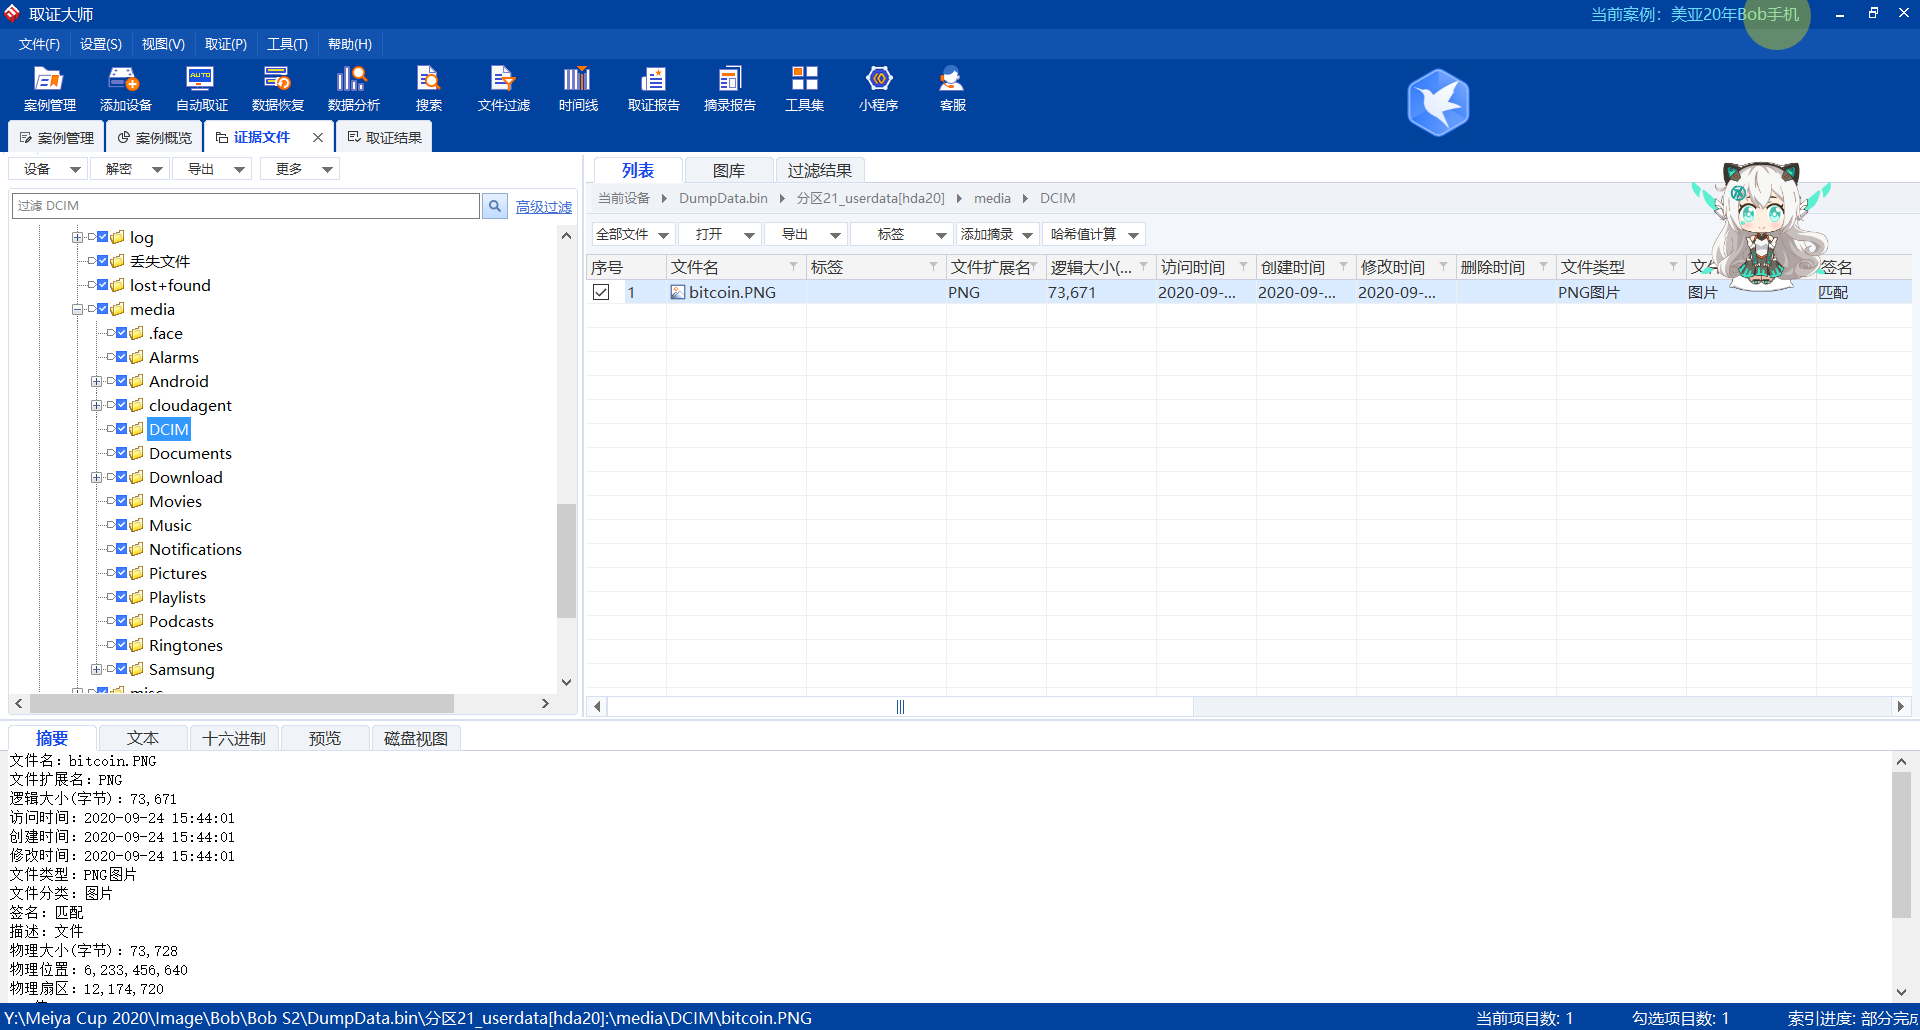 取证大师
当前案例：美亚20年Bob手机
文件(F) 设置(S) 视图(V) 取证(P) 工具(T) 帮助(H)
案例管理 添加设备 自动取证 数据恢复 数据分析 搜索 文件过滤 时间线 取证报告 摘录报告 工具集 小程序 客服
案例管理 案例概览 证据文件 取证结果
设备 解密 导出 更多
过滤 DCIM 高级过滤
log
丢失文件
lost+found
media
.face
Alarms
Android
cloudagent
DCIM
Documents
Download
Movies
Music
Notifications
Pictures
Playlists
Podcasts
Ringtones
Samsung
列表 图库 过滤结果
当前设备 DumpData.bin 分区21_userdata[hda20] media DCIM
全部文件 打开 导出 标签 添加摘录 哈希值计算
序号 文件名 标签 文件扩展名 逻辑大小(... 访问时间 创建时间 修改时间 删除时间 文件类型 签名
1 bitcoin.PNG PNG 73,671 2020-09-... 2020-09-... 2020-09-... PNG图片 图片 匹配
摘要 文本 十六进制 预览 磁盘视图
文件名：bitcoin.PNG
文件扩展名：PNG
逻辑大小(字节)：73,671
访问时间：2020-09-24 15:44:01
创建时间：2020-09-24 15:44:01
修改时间：2020-09-24 15:44:01
文件类型：PNG图片
文件分类：图片
签名：匹配
描述：文件
物理大小(字节)：73,728
物理位置：6,233,456,640
物理扇区：12,174,720
Y:\Meiya Cup 2020\Image\Bob\Bob S2\DumpData.bin\分区21_userdata[hda20]:\media\DCIM\bitcoin.PNG
当前项目数: 1 勾选项目数: 1 索引进度: 部分完成